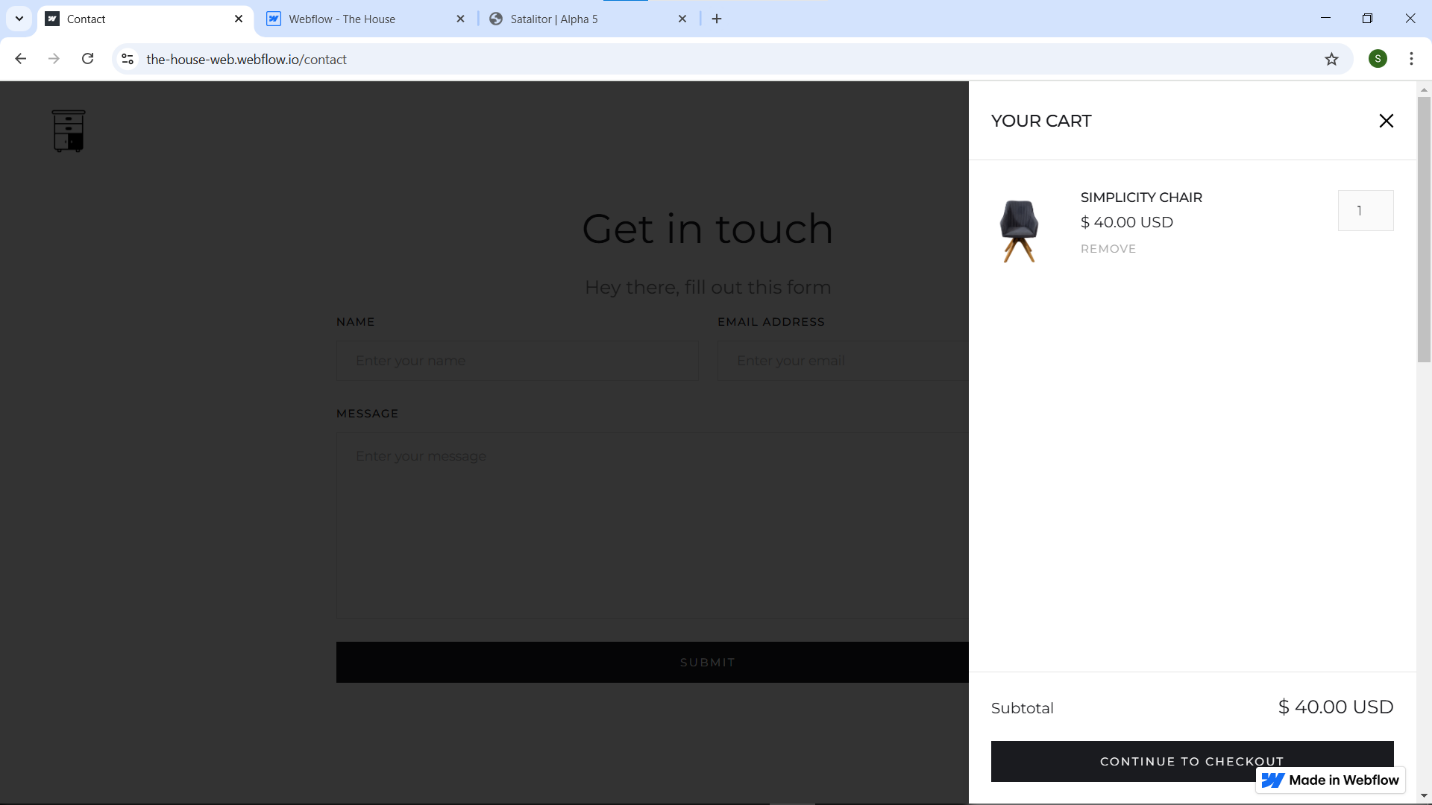 Contact
Webflow - The House
Satalitor | Alpha 5
the-house-web.webflow.io/contact
S
YOUR CART
SIMPLICITY CHAIR
1
$ 40.00 USD
REMOVE
Get in touch
Hey there, fill out this form
NAME
EMAIL ADDRESS
Enter your name
Enter your email
MESSAGE
Enter your message
SUBMIT
Subtotal
$ 40.00 USD
CONTINUE TO CHECKOUT
Made in Webflow